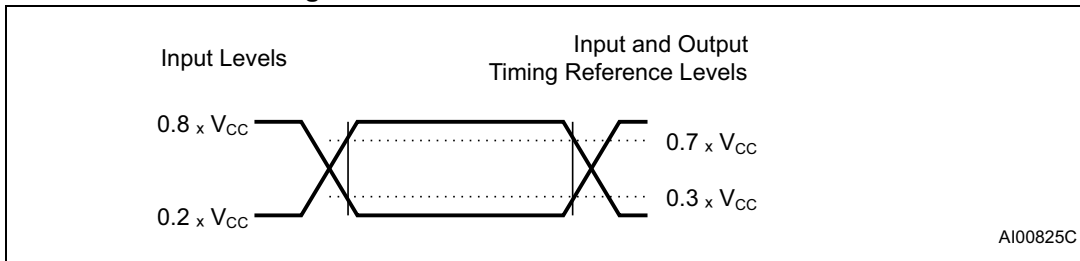 Input Levels
Input and Output
Timing Reference Levels
0.8 x VCC
0.7 x VCC
0.3 x VCC
0.2 x VCC
AI00825C